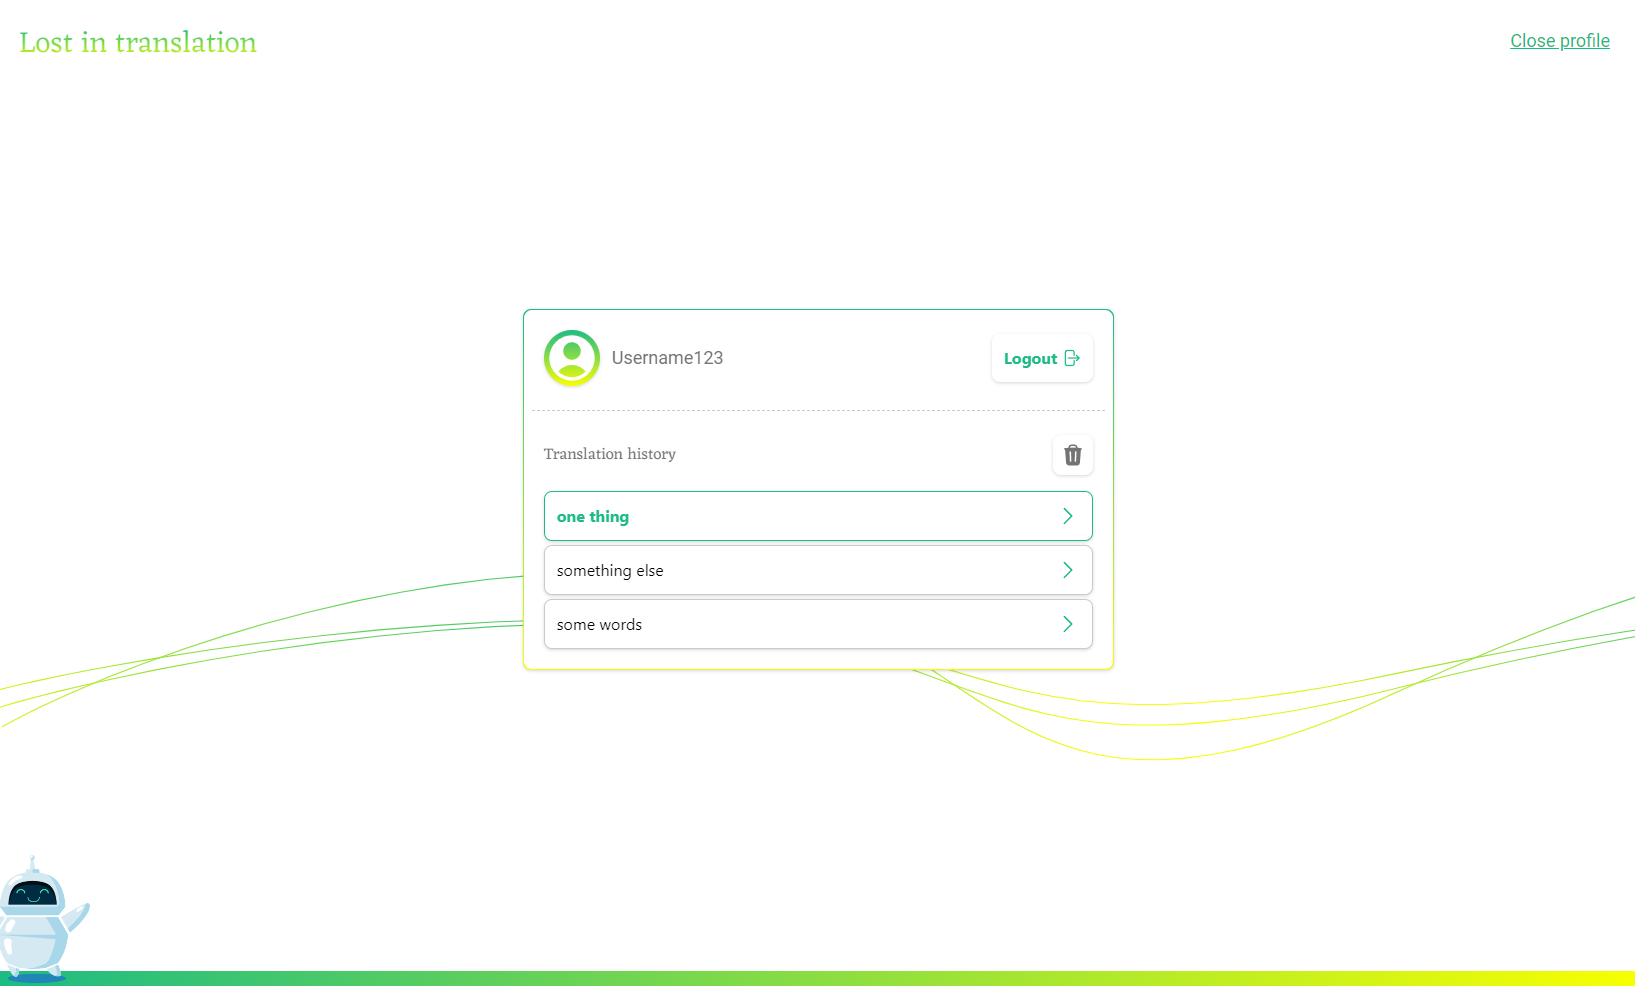 Lost in translation
Close profile
Username123
Logout
Translation history
one thing
something else
some words